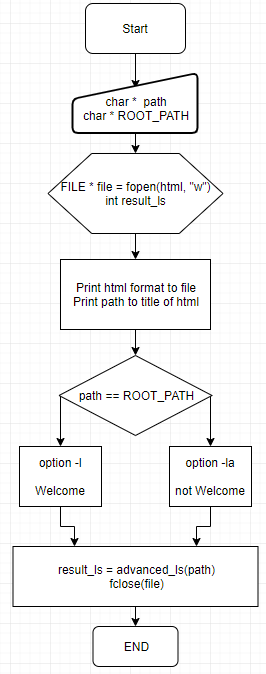 Start
char *  path
char * ROOT_PATH
FILE * file = fopen(html, "w")
int result_ls
Print html format to file
Print path to title of html
path == ROOT_PATH
option -l
Welcome
option -la
not Welcome
result_ls = advanced_ls(path)
fclose(file)
END